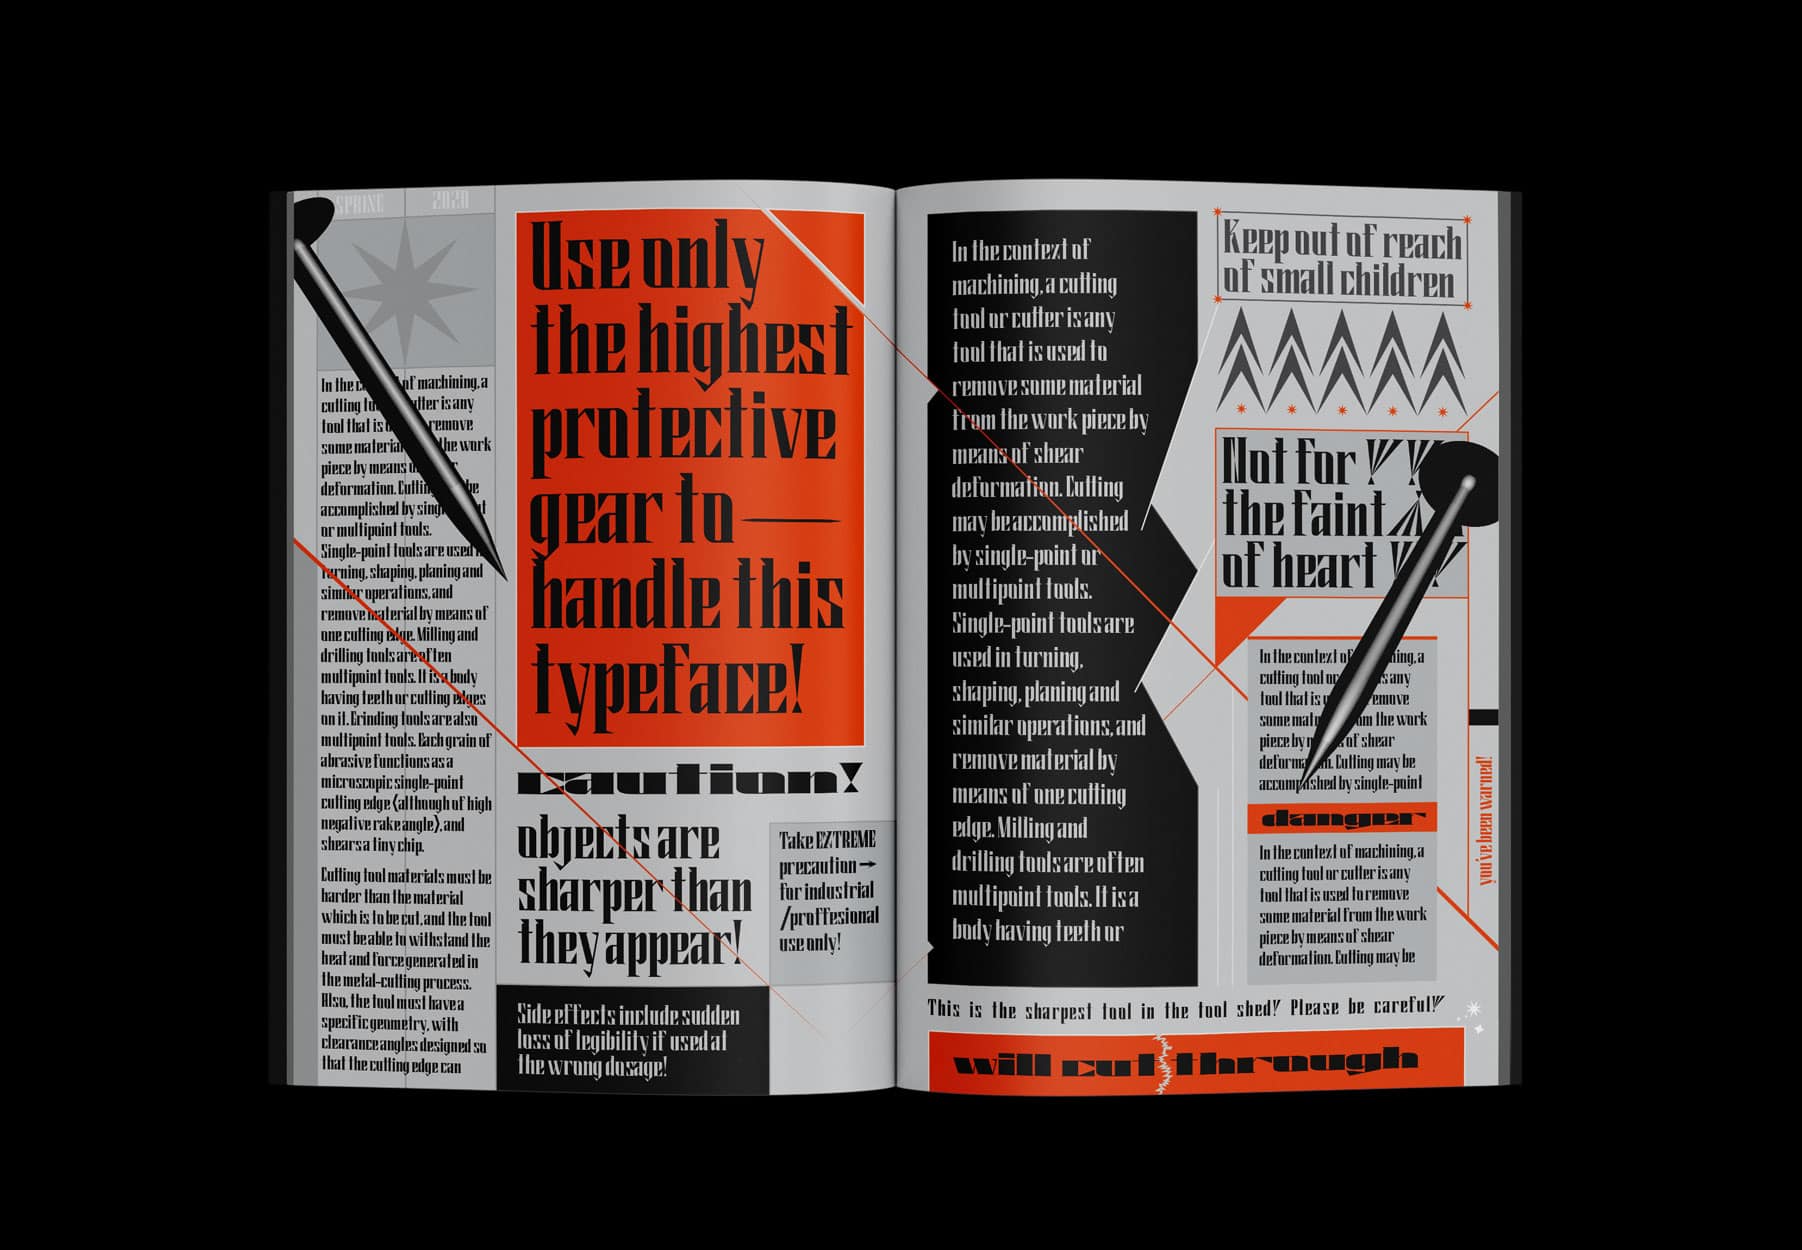 SPRING 2020
In the of machining, a
cutting is any
tool that is remove
some material the work
piece by means
deformation. Cutting be
accomplished by
or multipoint tools.
Single-point tools are used
turning, shaping, planing and
similar operations, and
remove material by means of
one cutting edge. Milling and
drilling tools are often
multipoint tools. It is a body
having teeth or cutting edges
on it. Grinding tools are also
multipoint tools. Each grain of
abrasive functions as a
microscopic single-point
cutting edge (although of high
negative rake angle), and
shears a tiny chip.
Cutting tool materials must be
harder than the material
which is to be cut, and the tool
must be able to withstand the
heat and force generated in
the metal-cutting process.
Also, the tool must have a
specific geometry, with
clearance angles designed so
that the cutting edge can
Use only
the highest
protective
gear to —
handle this
typeface!
caution!
objects are
sharper than
they appear!
Take EXTREME
precaution →
for industrial
/proffesional
use only!
Side effects include sudden
loss of legibility if used at
the wrong dosage!
In the context of
machining, a cutting
tool or cutter is any
tool that is used to
remove some material
from the work piece by
means of shear
deformation. Cutting
may be accomplished
by single-point or
multipoint tools.
Single-point tools are
used in turning,
shaping, planing and
similar operations, and
remove material by
means of one cutting
edge. Milling and
drilling tools are often
multipoint tools. It is a
body having teeth or
Keep out of reach
of small children
Not for
the faint
of heart
In the context of a
cutting tool or any
tool that is remove
some the work
piece by of shear
Cutting may be
accomplished by single-point
danger
In the context of machining, a
cutting tool or cutter is any
tool that is used to remove
some material from the work
piece by means of shear
deformation. Cutting may be
you've been warned!
This is the sharpest tool in the tool shed! Please be careful!
will cut through